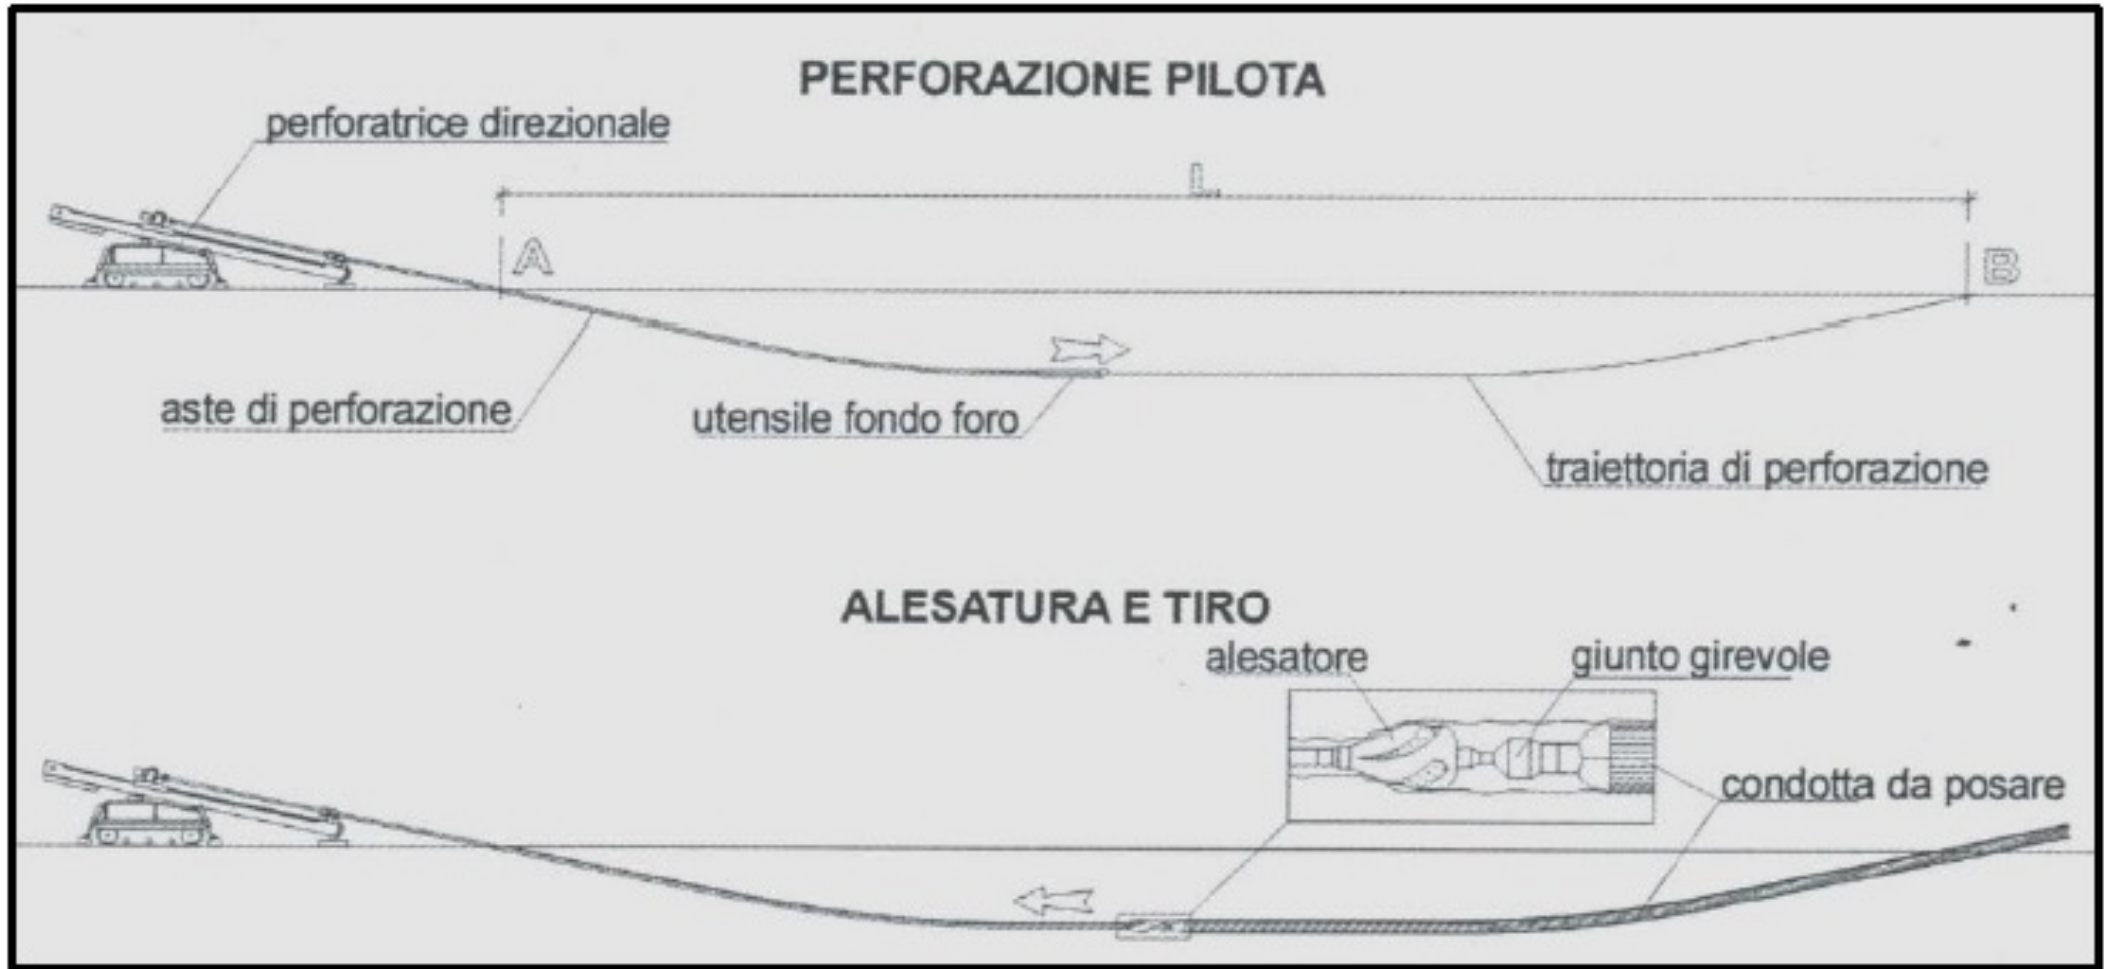 PERFORAZIONE PILOTA
perforatrice direzionale
L
A
B
aste di perforazione
utensile fondo foro
traiettoria di perforazione
ALESATURA E TIRO
alesatore
giunto girevole
condotta da posare